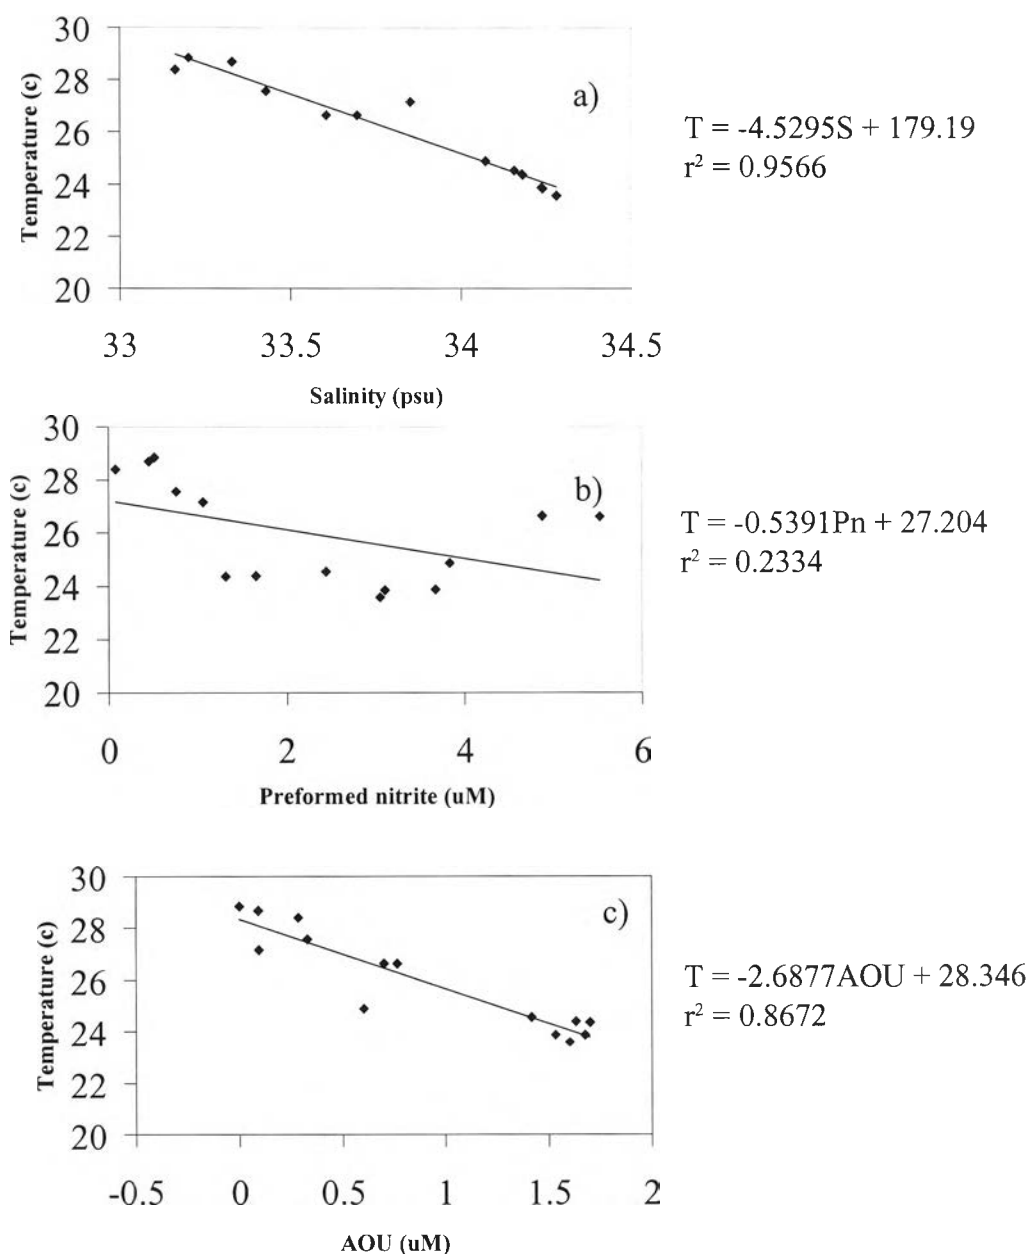 30
28
26
24
22
20
Temperature (c)
a)
33
33.5
34
34.5
Salinity (psu)
T = -4.5295S + 179.19
r² = 0.9566
30
28
26
24
22
20
Temperature (c)
b)
0
2
4
6
Preformed nitrite (uM)
T = -0.5391Pn + 27.204
r² = 0.2334
30
28
26
24
22
20
Temperature (c)
c)
-0.5
0
0.5
1
1.5
2
AOU (uM)
T = -2.6877AOU + 28.346
r² = 0.8672